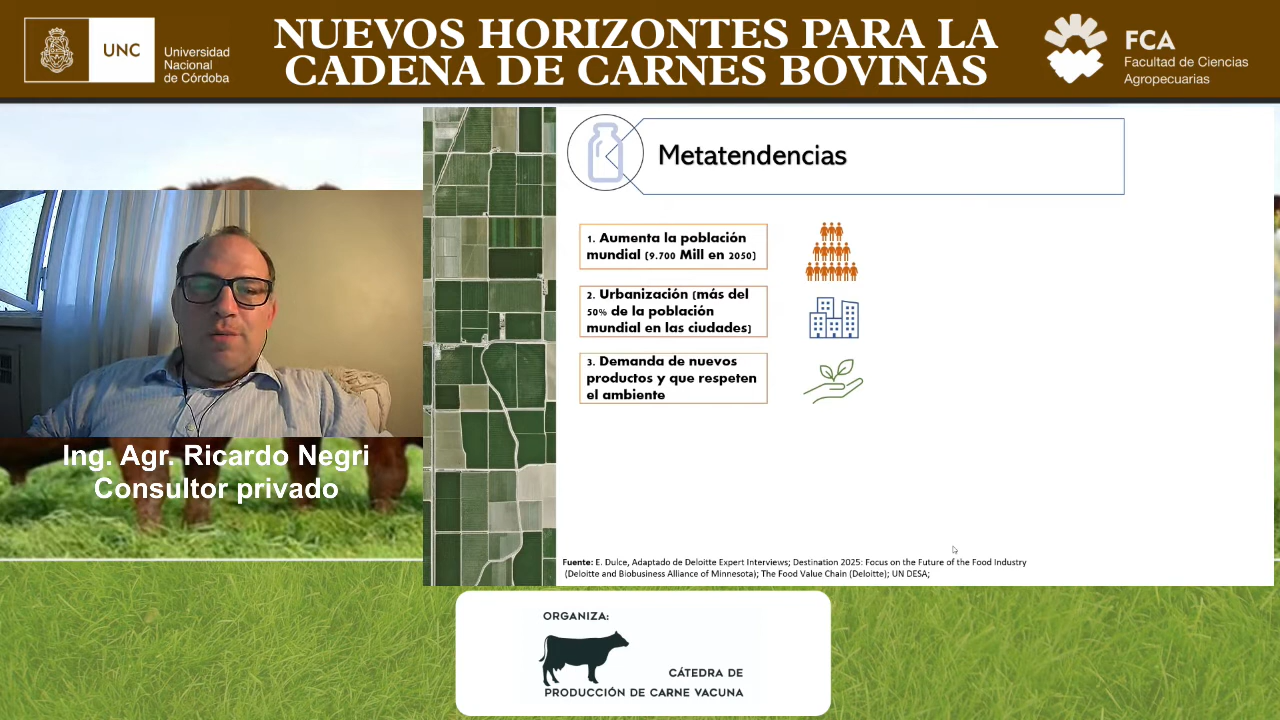 UNC
Universidad
Nacional
de Córdoba
NUEVOS HORIZONTES PARA LA
CADENA DE CARNES BOVINAS
FCA
Facultad de Ciencias
Agropecuarias
Metatendencias
1. Aumenta la población
mundial (9.700 Mill en 2050)
2. Urbanización (más del
50% de la población
mundial en las ciudades)
3. Demanda de nuevos
productos y que respeten
el ambiente
Ing. Agr. Ricardo Negri
Consultor privado
Fuente: E. Dulce, Adaptado de Deloitte Expert Interviews; Destination 2025: Focus on the Future of the Food Industry
(Deloitte and Biobusiness Alliance of Minnesota); The Food Value Chain (Deloitte); UN DESA;
ORGANIZA:
CÁTEDRA DE
PRODUCCIÓN DE CARNE VACUNA